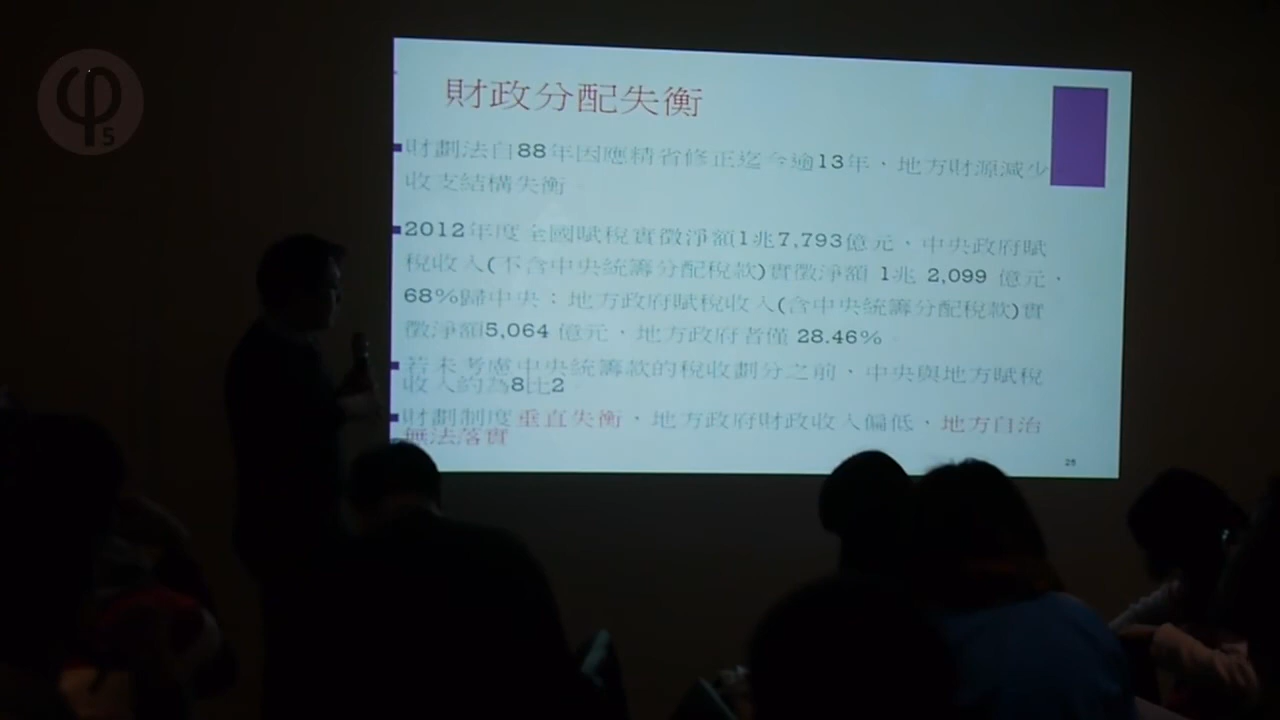 φ5
財政分配失衡
財劃法自88年因應精省修正迄今逾13年，地方財源減少
收支結構失衡
2012年度全國賦稅實徵淨額1兆7,793億元，中央政府賦
稅收入(不含中央統籌分配稅款)實徵淨額 1兆 2,099 億元，
68%歸中央；地方政府賦稅收入(含中央統籌分配稅款)實
徵淨額5,064 億元，地方政府者僅 28.46%
若未考慮中央統籌款的稅收劃分之前，中央與地方賦稅
收入約為8比2
財劃制度垂直失衡，地方政府財政收入偏低，地方自治
無法落實
25